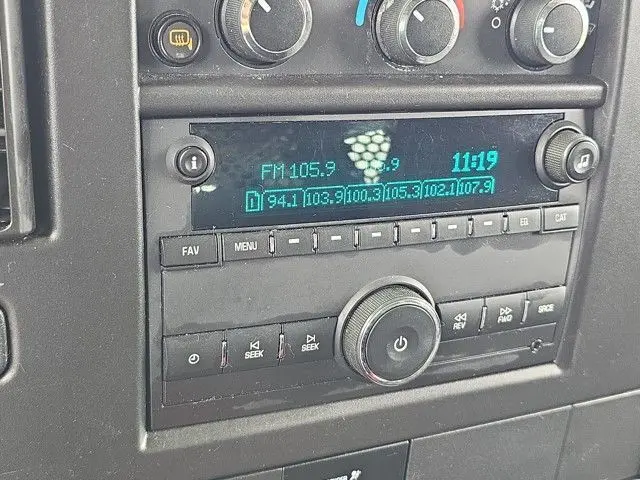 i
FM 105.9
11:19
1 94.1 103.9 100.3 105.3 102.1 107.9
FAV MENU EQ CAT
SEEK SEEK REV FWD SRCE